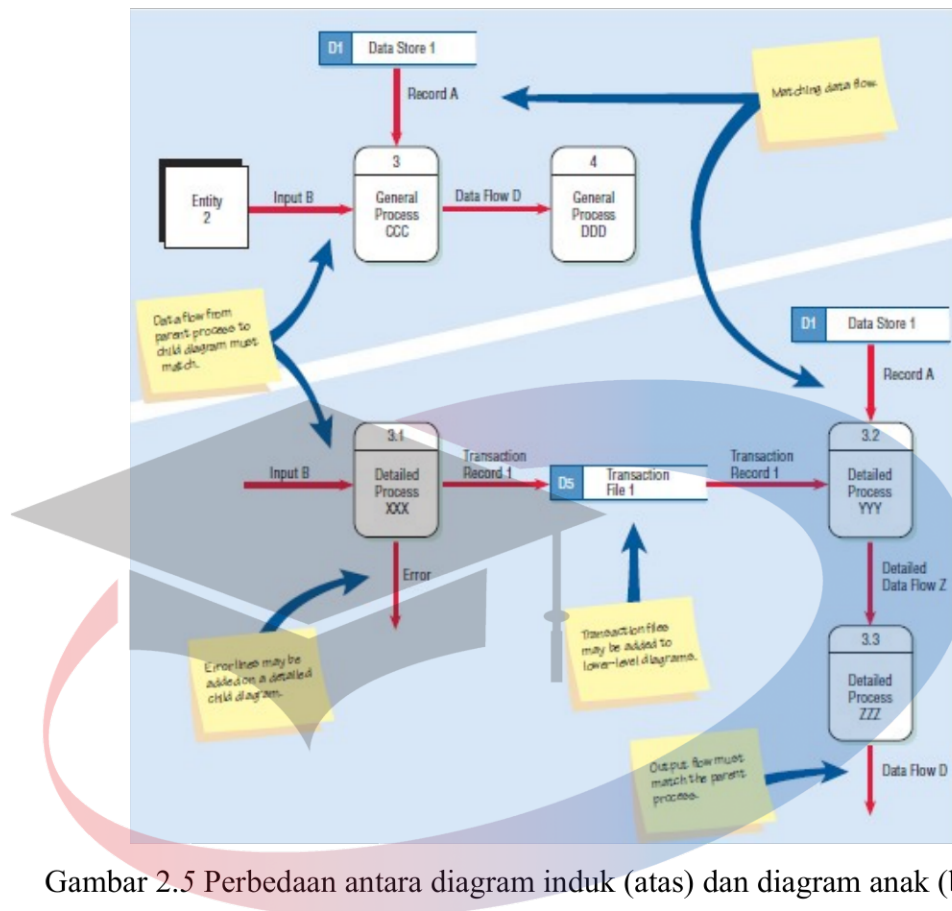 D1 Data Store 1
Record A
Matching data flow.
3
General
Process
CCC
4
General
Process
DDD
Entity
2
Input B
Data Flow D
Data flow from
parent process to
child diagram must
match.
D1 Data Store 1
Record A
3.1
Detailed
Process
XXX
Input B
Transaction
Record 1
D5 Transaction
File 1
Transaction
Record 1
3.2
Detailed
Process
YYY
Error
Detailed
Data Flow Z
Error lines may be
added on a detailed
child diagram.
Transaction files
may be added to
lower-level diagrams.
3.3
Detailed
Process
ZZZ
Output flow must
match the parent
process.
Data Flow D
Gambar 2.5 Perbedaan antara diagram induk (atas) dan diagram anak (